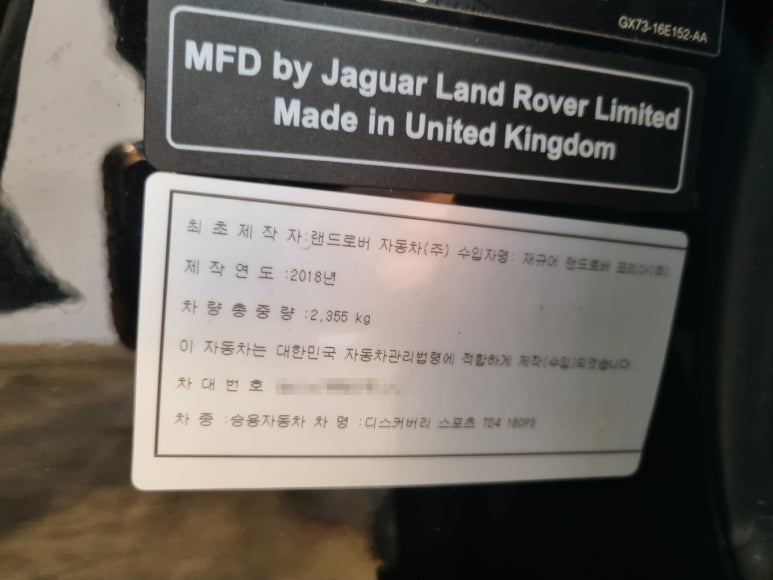 GX73-16E152-AA
MFD by Jaguar Land Rover Limited
Made in United Kingdom
최 초 제 작 자:랜드로버 자동차(주) 수입자명: 재규어 랜드로버 코리아(주)
제 작 연 도 :2018년
차 량 총 중 량 :2,355 kg
이 자동차는 대한민국 자동차관리법령에 적합하게 제작(수입)되었습니다.
차 대 번 호
차 종 :승용자동차 차 명 :디스커버리 스포츠 TD4 180PS